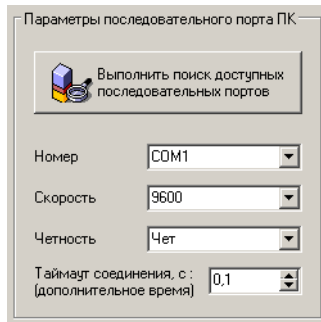 Параметры последовательного порта ПК
Выполнить поиск доступных
последовательных портов
Номер COM1
Скорость 9600
Четность Чет
Таймаут соединения, с :
(дополнительное время) 0,1